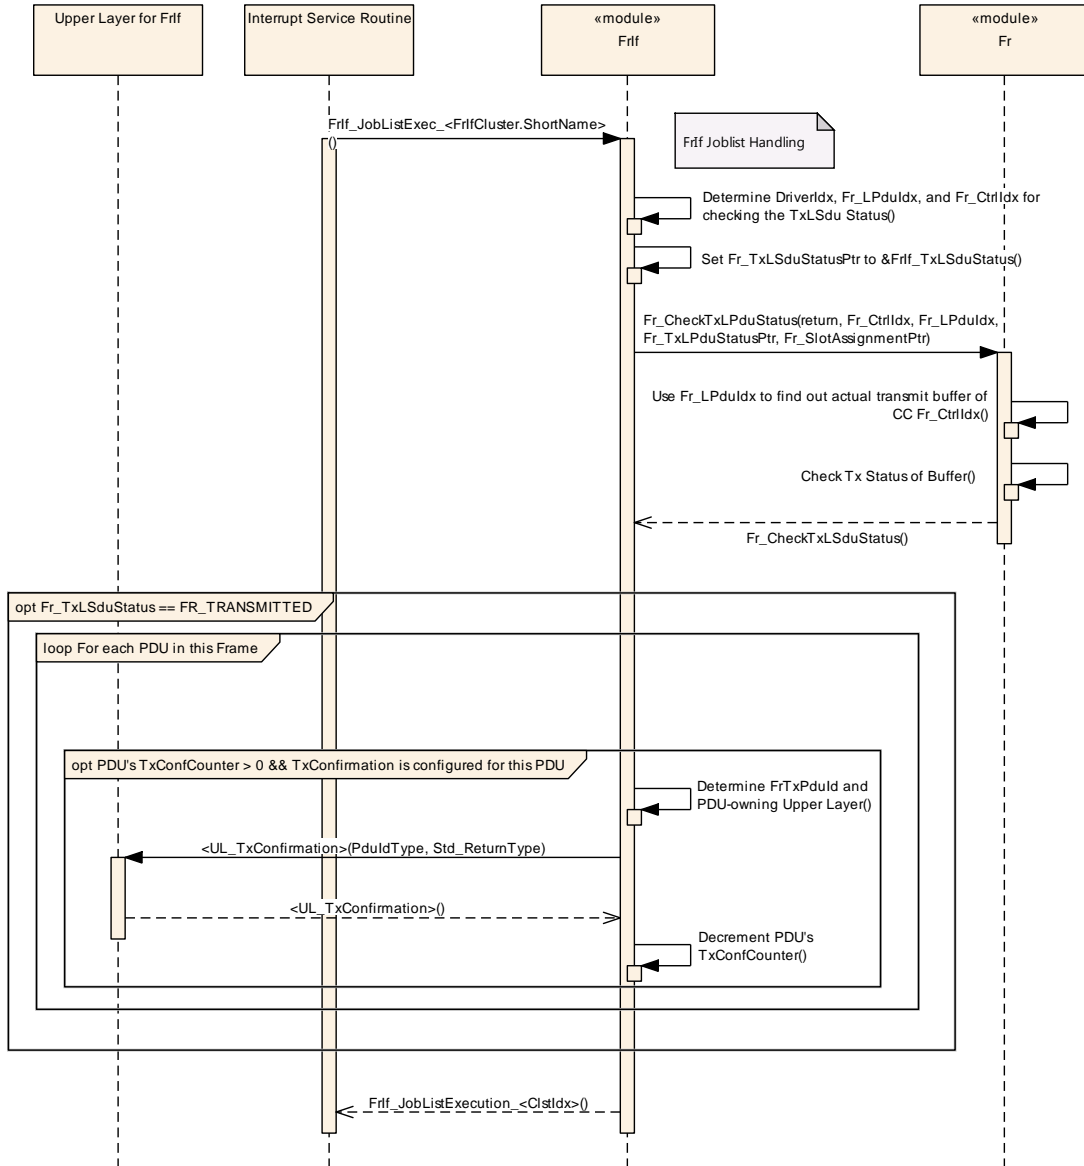 Upper Layer for FrIf
Interrupt Service Routine
«module»
FrIf
«module»
Fr
FrIf_JobListExec_<FrIfCluster.ShortName>
()
FrIf Joblist Handling
Determine DriverIdx, Fr_LPduIdx, and Fr_CtrlIdx for
checking the TxLSdu Status()
Set Fr_TxLSduStatusPtr to &FrIf_TxLSduStatus()
Fr_CheckTxLPduStatus(return, Fr_CtrlIdx, Fr_LPduIdx,
Fr_TxLPduStatusPtr, Fr_SlotAssignmentPtr)
Use Fr_LPduIdx to find out actual transmit buffer of
CC Fr_CtrlIdx()
Check Tx Status of Buffer()
Fr_CheckTxLSduStatus()
opt Fr_TxLSduStatus == FR_TRANSMITTED
loop For each PDU in this Frame
opt PDU's TxConfCounter > 0 && TxConfirmation is configured for this PDU
Determine FrTxPduId and
PDU-owning Upper Layer()
<UL_TxConfirmation>(PduIdType, Std_ReturnType)
<UL_TxConfirmation>()
Decrement PDU's
TxConfCounter()
FrIf_JobListExecution_<ClstIdx>()